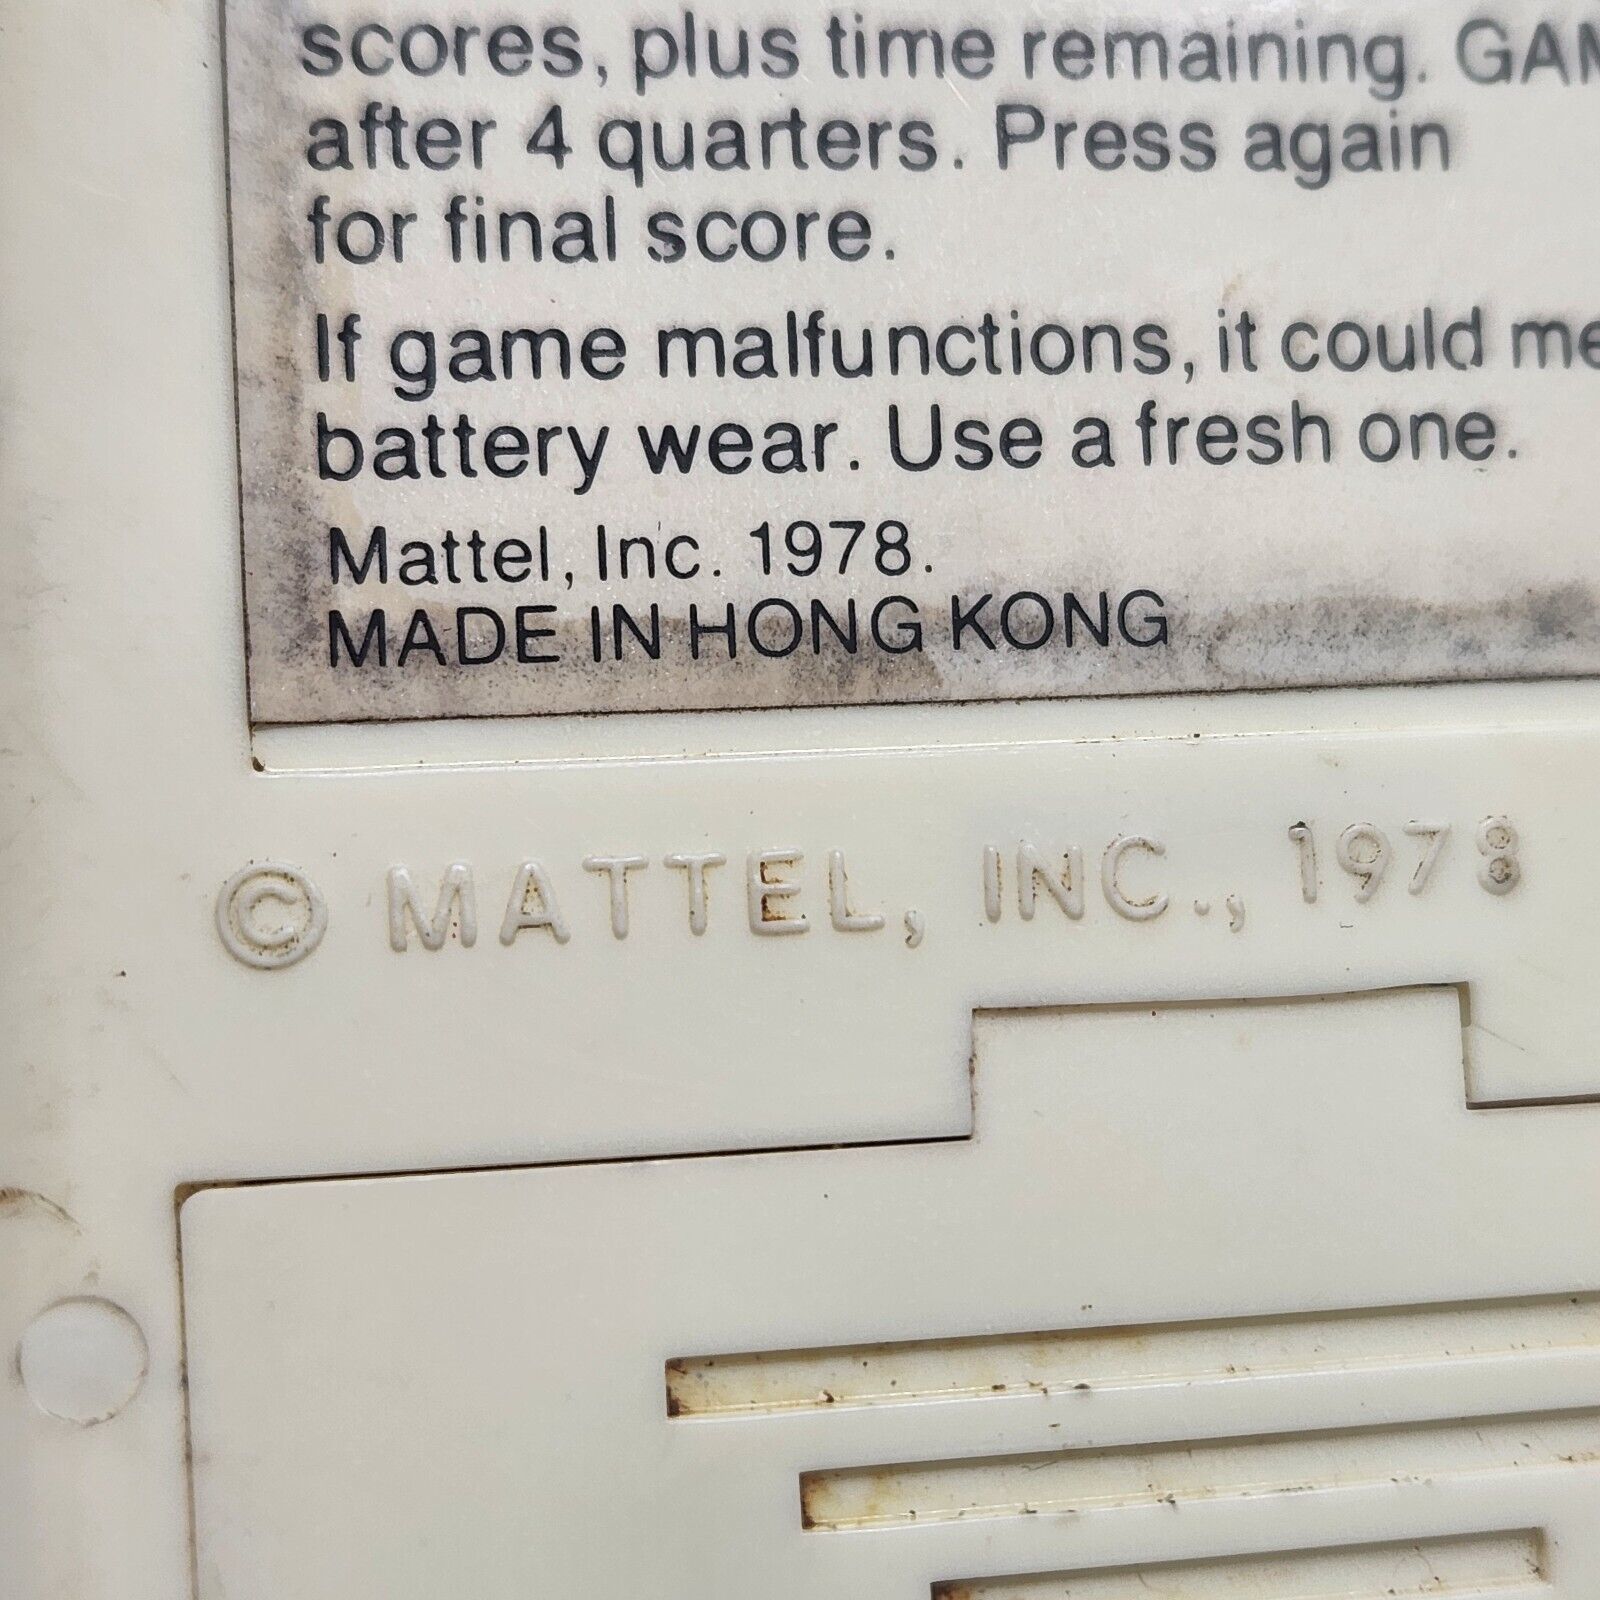 scores, plus time remaining.
after 4 quarters. Press again
for final score.
If game malfunctions, it could
battery wear. Use a fresh one.
Mattel, Inc. 1978.
MADE IN HONG KONG
© MATTEL, INC., 1978